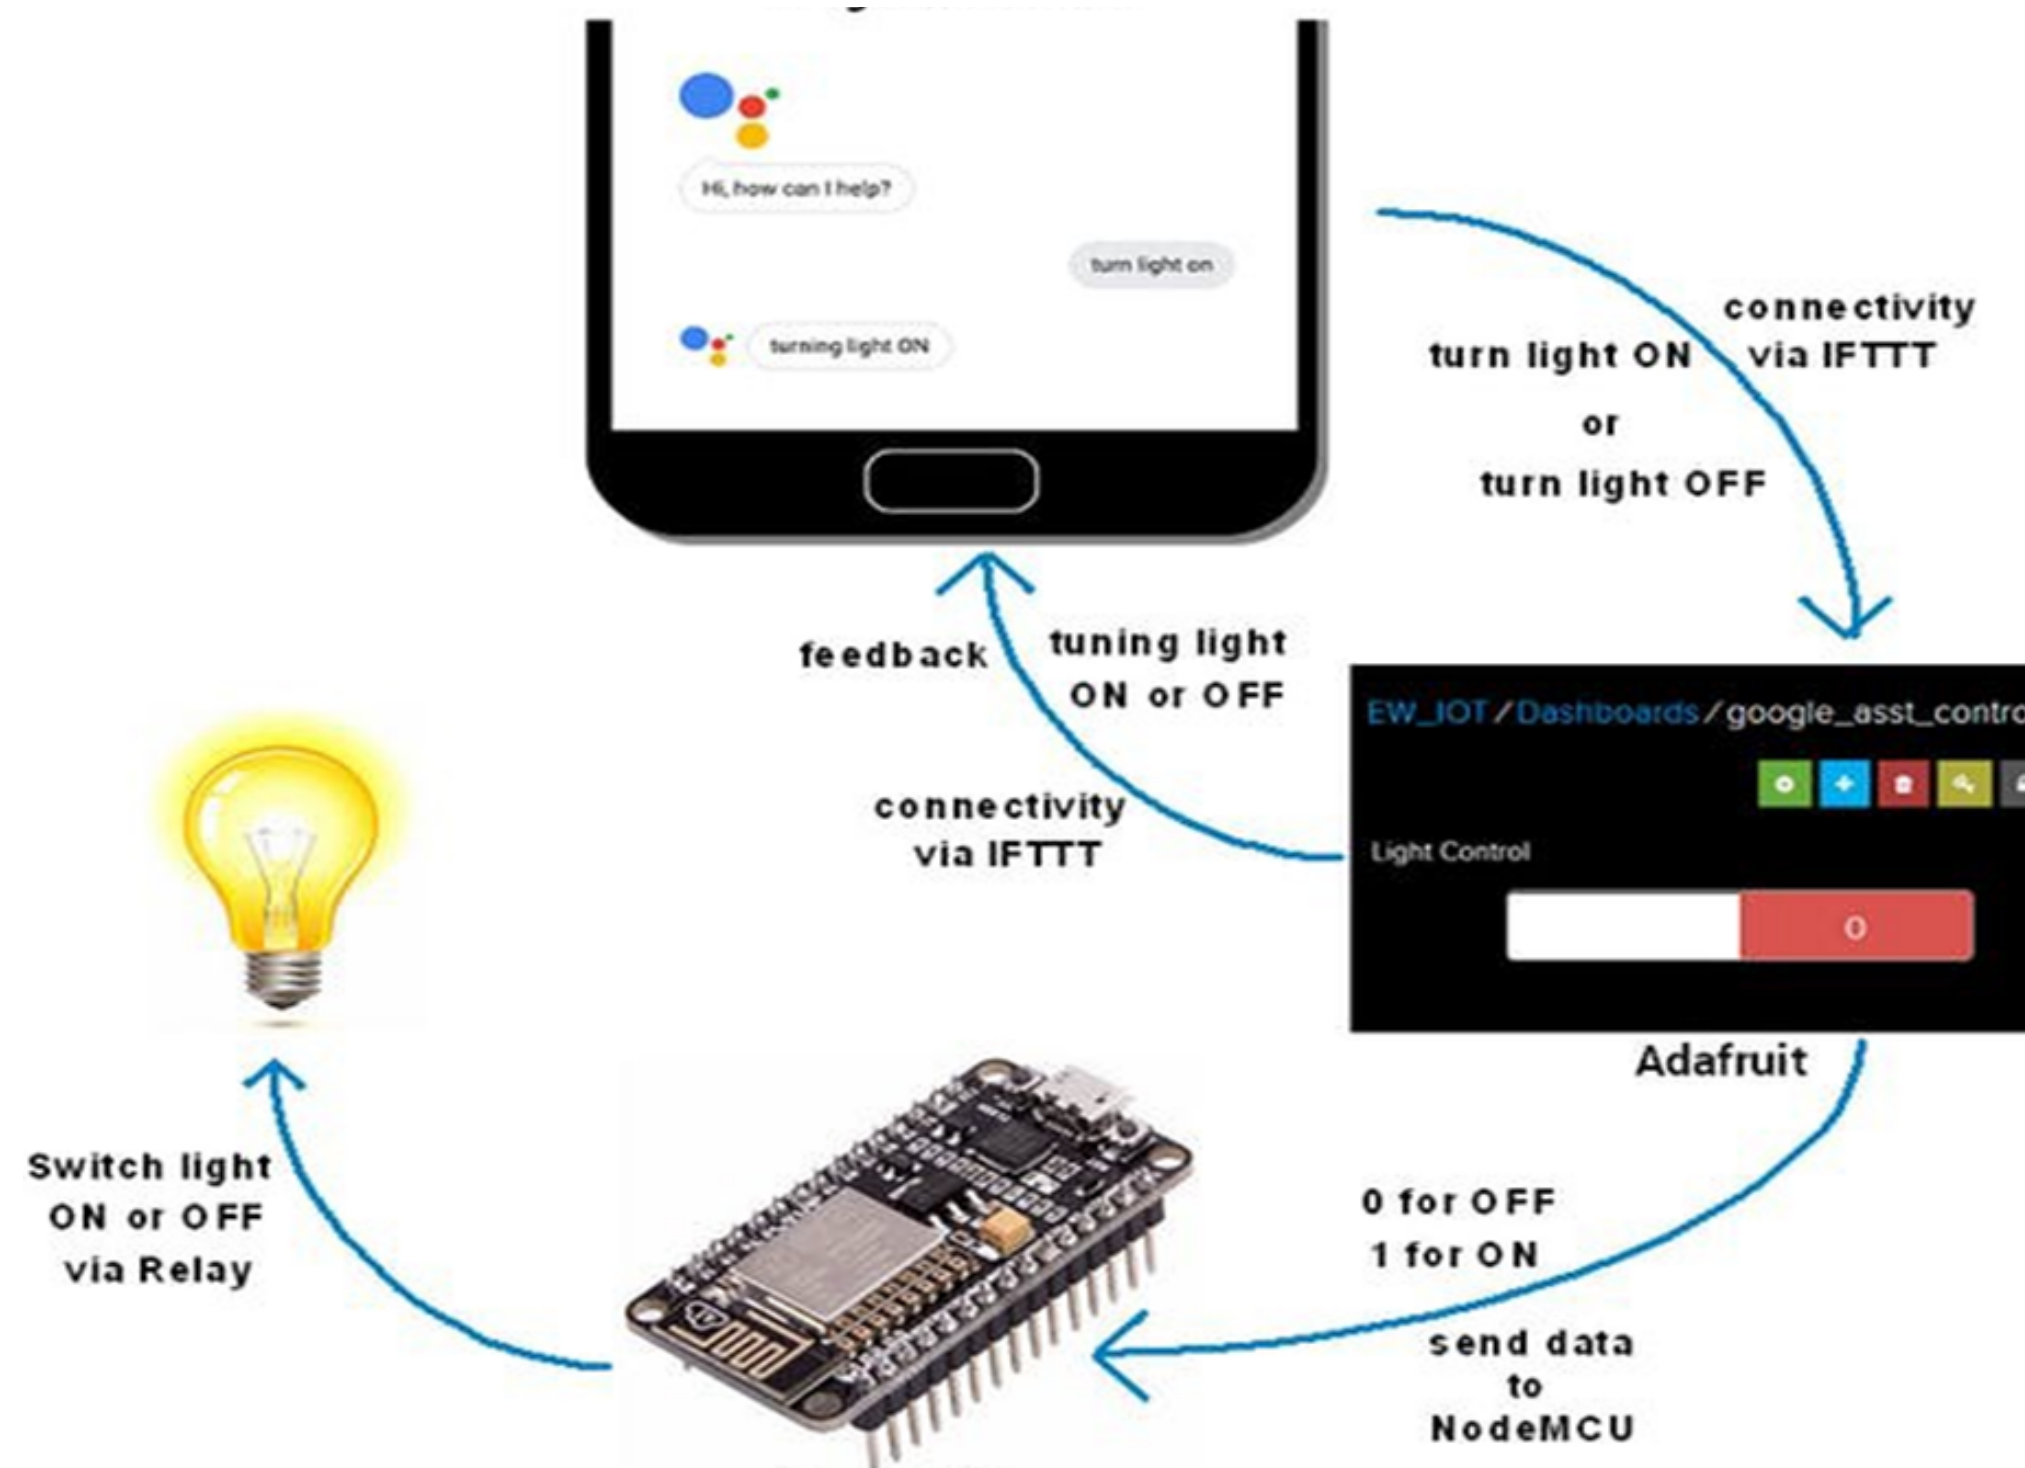 Hi, how can I help?
turn light on
turning light ON
connectivity
via IFTTT
turn light ON
or
turn light OFF
feedback
tuning light
ON or OFF
connectivity
via IFTTT
EW_IOT/Dashboards/google_asst_contro
Light Control
0
Adafruit
Switch light
ON or OFF
via Relay
0 for OFF
1 for ON
send data
to
NodeMCU